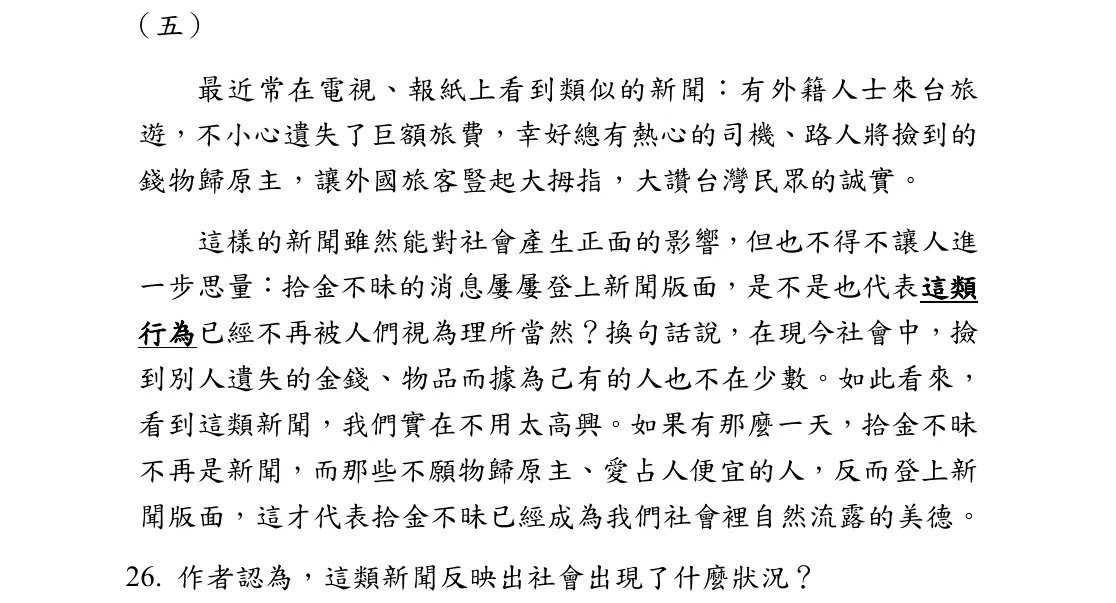 （五）
最近常在電視、報紙上看到類似的新聞：有外籍人士來台旅
遊，不小心遺失了巨額旅費，幸好總有熱心的司機、路人將撿到的
錢物歸原主，讓外國旅客豎起大拇指，大讚台灣民眾的誠實。
這樣的新聞雖然能對社會產生正面的影響，但也不得不讓人進
一步思量：拾金不昧的消息屢屢登上新聞版面，是不是也代表這類
行為已經不再被人們視為理所當然？換句話說，在現今社會中，撿
到別人遺失的金錢、物品而據為己有的人也不在少數。如此看來，
看到這類新聞，我們實在不用太高興。如果有那麼一天，拾金不昧
不再是新聞，而那些不願物歸原主、愛占人便宜的人，反而登上新
聞版面，這才代表拾金不昧已經成為我們社會裡自然流露的美德。
26. 作者認為，這類新聞反映出社會出現了什麼狀況？